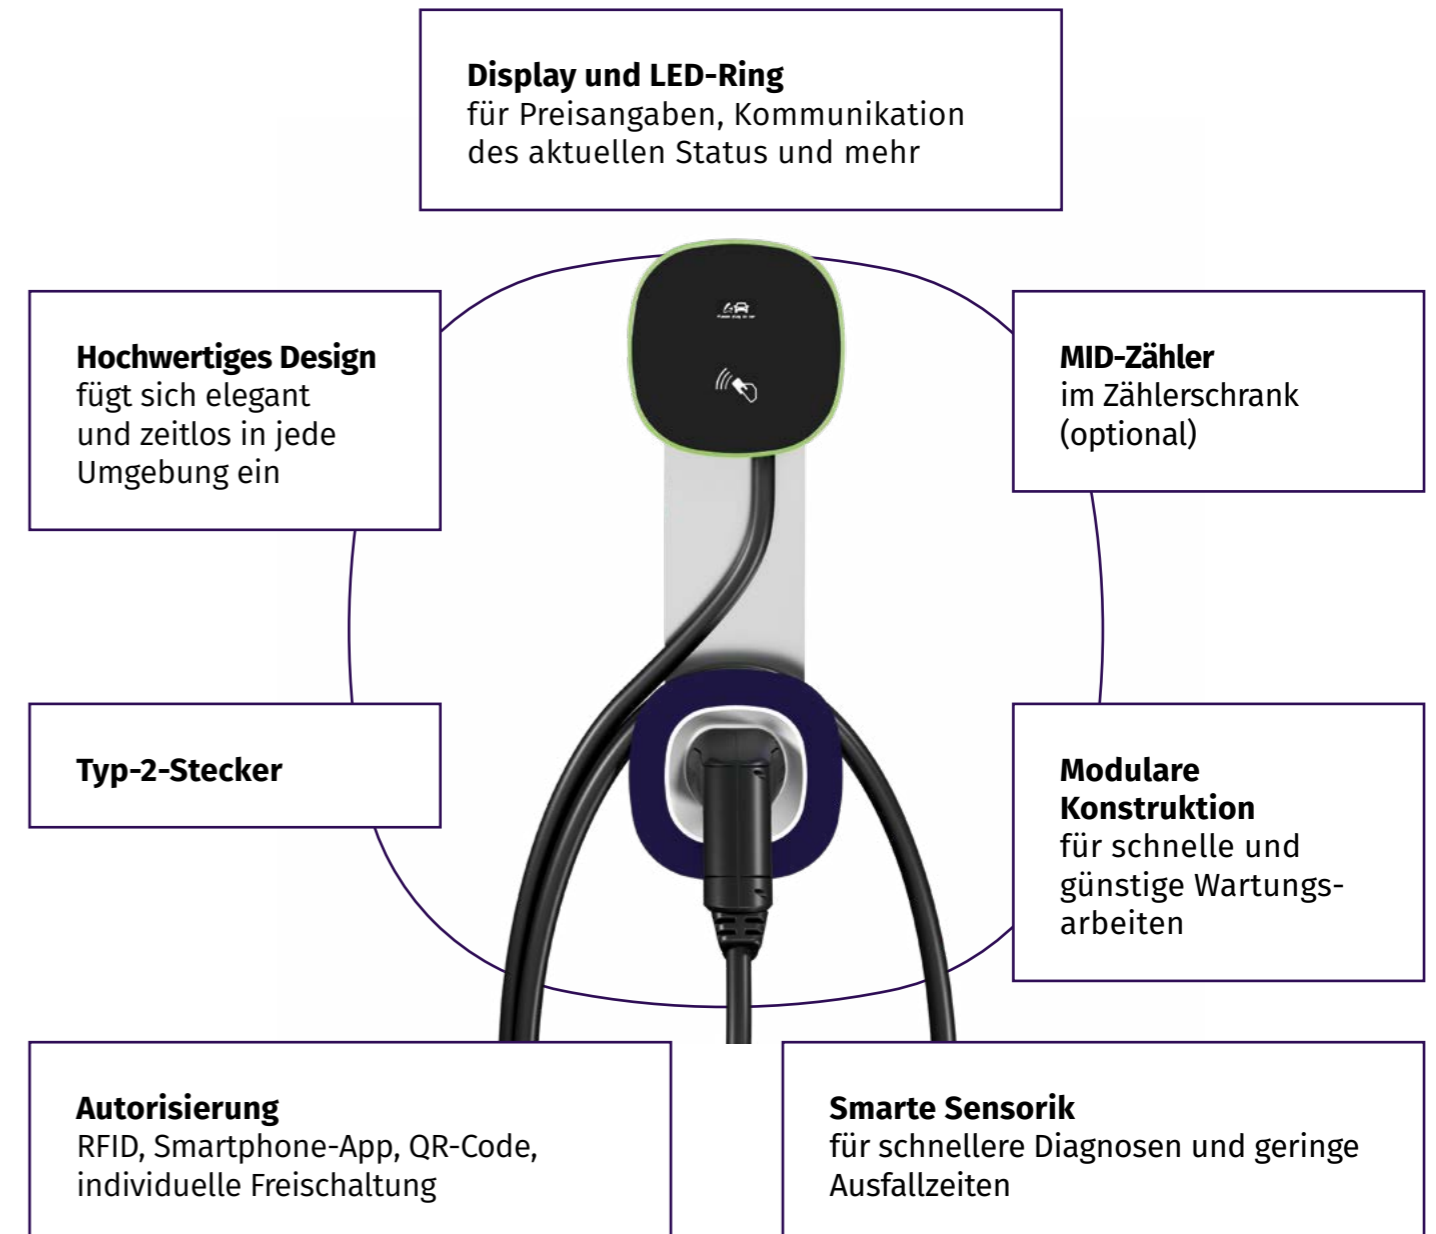 Display und LED-Ring
für Preisangaben, Kommunikation
des aktuellen Status und mehr
Hochwertiges Design
fügt sich elegant
und zeitlos in jede
Umgebung ein
MID-Zähler
im Zählerschrank
(optional)
Typ-2-Stecker
Modulare
Konstruktion
für schnelle und
günstige Wartungs-
arbeiten
Autorisierung
RFID, Smartphone-App, QR-Code,
individuelle Freischaltung
Smarte Sensorik
für schnellere Diagnosen und geringe
Ausfallzeiten